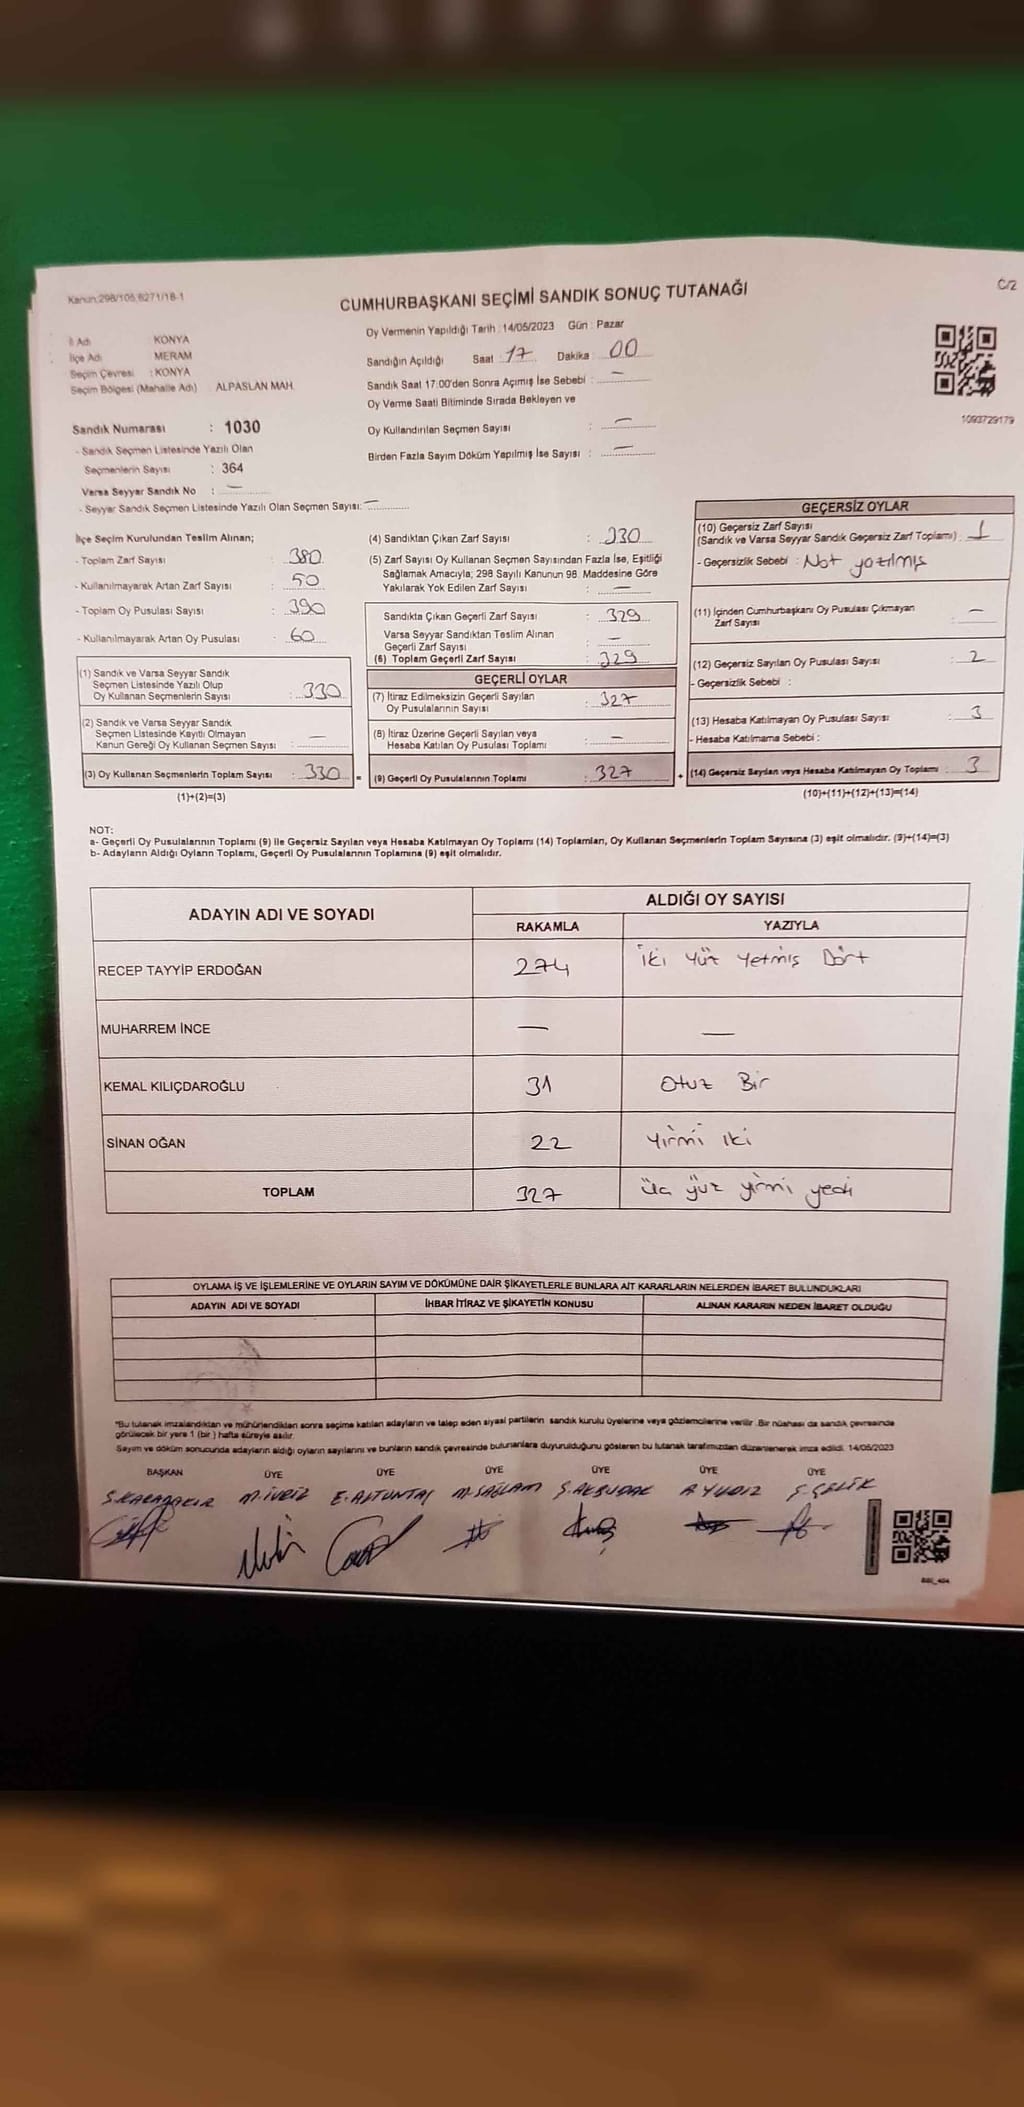 Kanun:298/105,6271/18-1
C/2
CUMHURBAŞKANI SEÇİMİ SANDIK SONUÇ TUTANAĞI
İl Adı : KONYA
İlçe Adı : MERAM
Seçim Çevresi : KONYA
Seçim Bölgesi (Mahalle Adı) ALPASLAN MAH.
Sandık Numarası : 1030
- Sandık Seçmen Listesinde Yazılı Olan
Seçmenlerin Sayısı : 364
Varsa Seyyar Sandık No : —
- Seyyar Sandık Seçmen Listesinde Yazılı Olan Seçmen Sayısı: —
Oy Vermenin Yapıldığı Tarih : 14/05/2023 Gün : Pazar
Sandığın Açıldığı Saat : 17 Dakika : 00
Sandık Saat 17:00'den Sonra Açmış İse Sebebi : —
Oy Verme Saati Bitiminde Sırada Bekleyen ve
Oy Kullandırılan Seçmen Sayısı : —
Birden Fazla Sayım Döküm Yapılmış İse Sayısı : —
1093729179
İlçe Seçim Kurulundan Teslim Alınan;
- Toplam Zarf Sayısı : 380
- Kullanılmayarak Artan Zarf Sayısı : 50
- Toplam Oy Pusulası Sayısı : 390
- Kullanılmayarak Artan Oy Pusulası : 60
(1) Sandık ve Varsa Seyyar Sandık
Seçmen Listesinde Yazılı Olup
Oy Kullanan Seçmenlerin Sayısı : 330
(2) Sandık ve Varsa Seyyar Sandık
Seçmen Listesinde Kayıtlı Olmayan
Kanun Gereği Oy Kullanan Seçmen Sayısı : —
(3) Oy Kullanan Seçmenlerin Toplam Sayısı : 330 =
(1)+(2)=(3)
(4) Sandıktan Çıkan Zarf Sayısı : 330
(5) Zarf Sayısı Oy Kullanan Seçmen Sayısından Fazla İse, Eşitliği
Sağlamak Amacıyla; 298 Sayılı Kanunun 98. Maddesine Göre
Yakılarak Yok Edilen Zarf Sayısı : —
Sandıkta Çıkan Geçerli Zarf Sayısı : 329
Varsa Seyyar Sandıktan Teslim Alınan
Geçerli Zarf Sayısı : —
(6) Toplam Geçerli Zarf Sayısı : 329
GEÇERLİ OYLAR
(7) İtiraz Edilmeksizin Geçerli Sayılan
Oy Pusulalarının Sayısı : 327
(8) İtiraz Üzerine Geçerli Sayılan veya
Hesaba Katılan Oy Pusulası Toplamı : —
(9) Geçerli Oy Pusulalarının Toplamı : 327 +
GEÇERSİZ OYLAR
(10) Geçersiz Zarf Sayısı
(Sandık ve Varsa Seyyar Sandık Geçersiz Zarf Toplamı) : 1
- Geçersizlik Sebebi : Not yazılmış
(11) İçinden Cumhurbaşkanı Oy Pusulası Çıkmayan
Zarf Sayısı : —
(12) Geçersiz Sayılan Oy Pusulası Sayısı : 2
- Geçersizlik Sebebi :
(13) Hesaba Katılmayan Oy Pusulası Sayısı : 3
- Hesaba Katılmama Sebebi :
(14) Geçersiz Sayılan veya Hesaba Katılmayan Oy Toplamı : 3
(10)+(11)+(12)+(13)=(14)
NOT:
a- Geçerli Oy Pusulalarının Toplamı (9) ile Geçersiz Sayılan veya Hesaba Katılmayan Oy Toplamı (14) Toplamları, Oy Kullanan Seçmenlerin Toplam Sayısına (3) eşit olmalıdır. (9)+(14)=(3)
b- Adayların Aldığı Oyların Toplamı, Geçerli Oy Pusulalarının Toplamına (9) eşit olmalıdır.
ADAYIN ADI VE SOYADI ALDIĞI OY SAYISI
RAKAMLA YAZIYLA
RECEP TAYYİP ERDOĞAN 274 İki yüz yetmiş Dört
MUHARREM İNCE — —
KEMAL KILIÇDAROĞLU 31 Otuz Bir
SİNAN OĞAN 22 yirmi iki
TOPLAM 327 üç yüz yirmi yedi
OYLAMA İŞ VE İŞLEMLERİNE VE OYLARIN SAYIM VE DÖKÜMÜNE DAİR ŞİKAYETLERLE BUNLARA AİT KARARLARIN NELERDEN İBARET BULUNDUKLARI
ADAYIN ADI VE SOYADI İHBAR İTİRAZ VE ŞİKAYETİN KONUSU ALINAN KARARIN NEDEN İBARET OLDUĞU
*Bu tutanak imzalandıktan ve mühürlendikten sonra seçime katılan adayların ve talep eden siyasi partilerin sandık kurulu üyelerine veya gözlemcilerine verilir. Bir nüshası da sandık çevresinde
görülecek bir yere 1 (bir) hafta süreyle asılır.
Sayım ve döküm sonucunda adayların aldığı oyların sayılarını ve bunların sandık çevresinde bulunanlara duyurulduğunu gösteren bu tutanak tarafımızdan düzenlenerek imza edildi. 14/05/2023
BAŞKAN ÜYE ÜYE ÜYE ÜYE ÜYE ÜYE
S.KARABAKIR M.İVRİZ E.ALTUNTAŞ M.SAĞLAM Ş.AKBUDAK A.YILDIZ Ş.ÇELİK